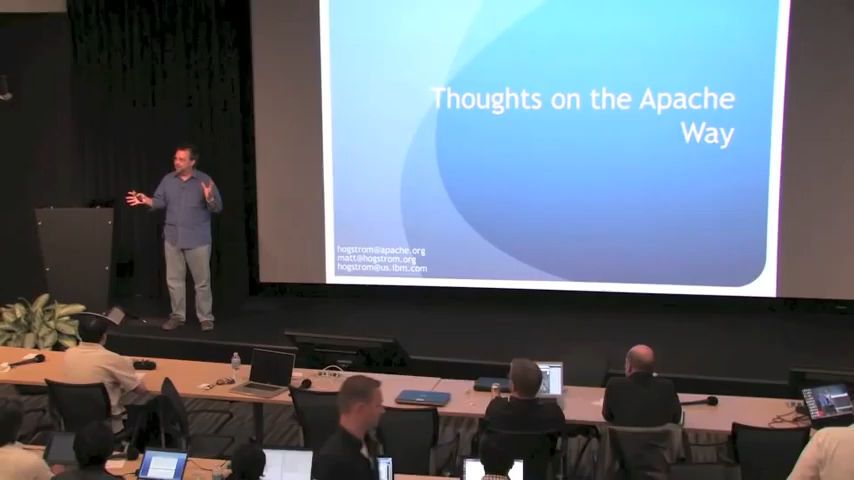 Thoughts on the Apache
Way
hogstrom@apache.org
matt@hogstrom.org
hogstrom@us.ibm.com